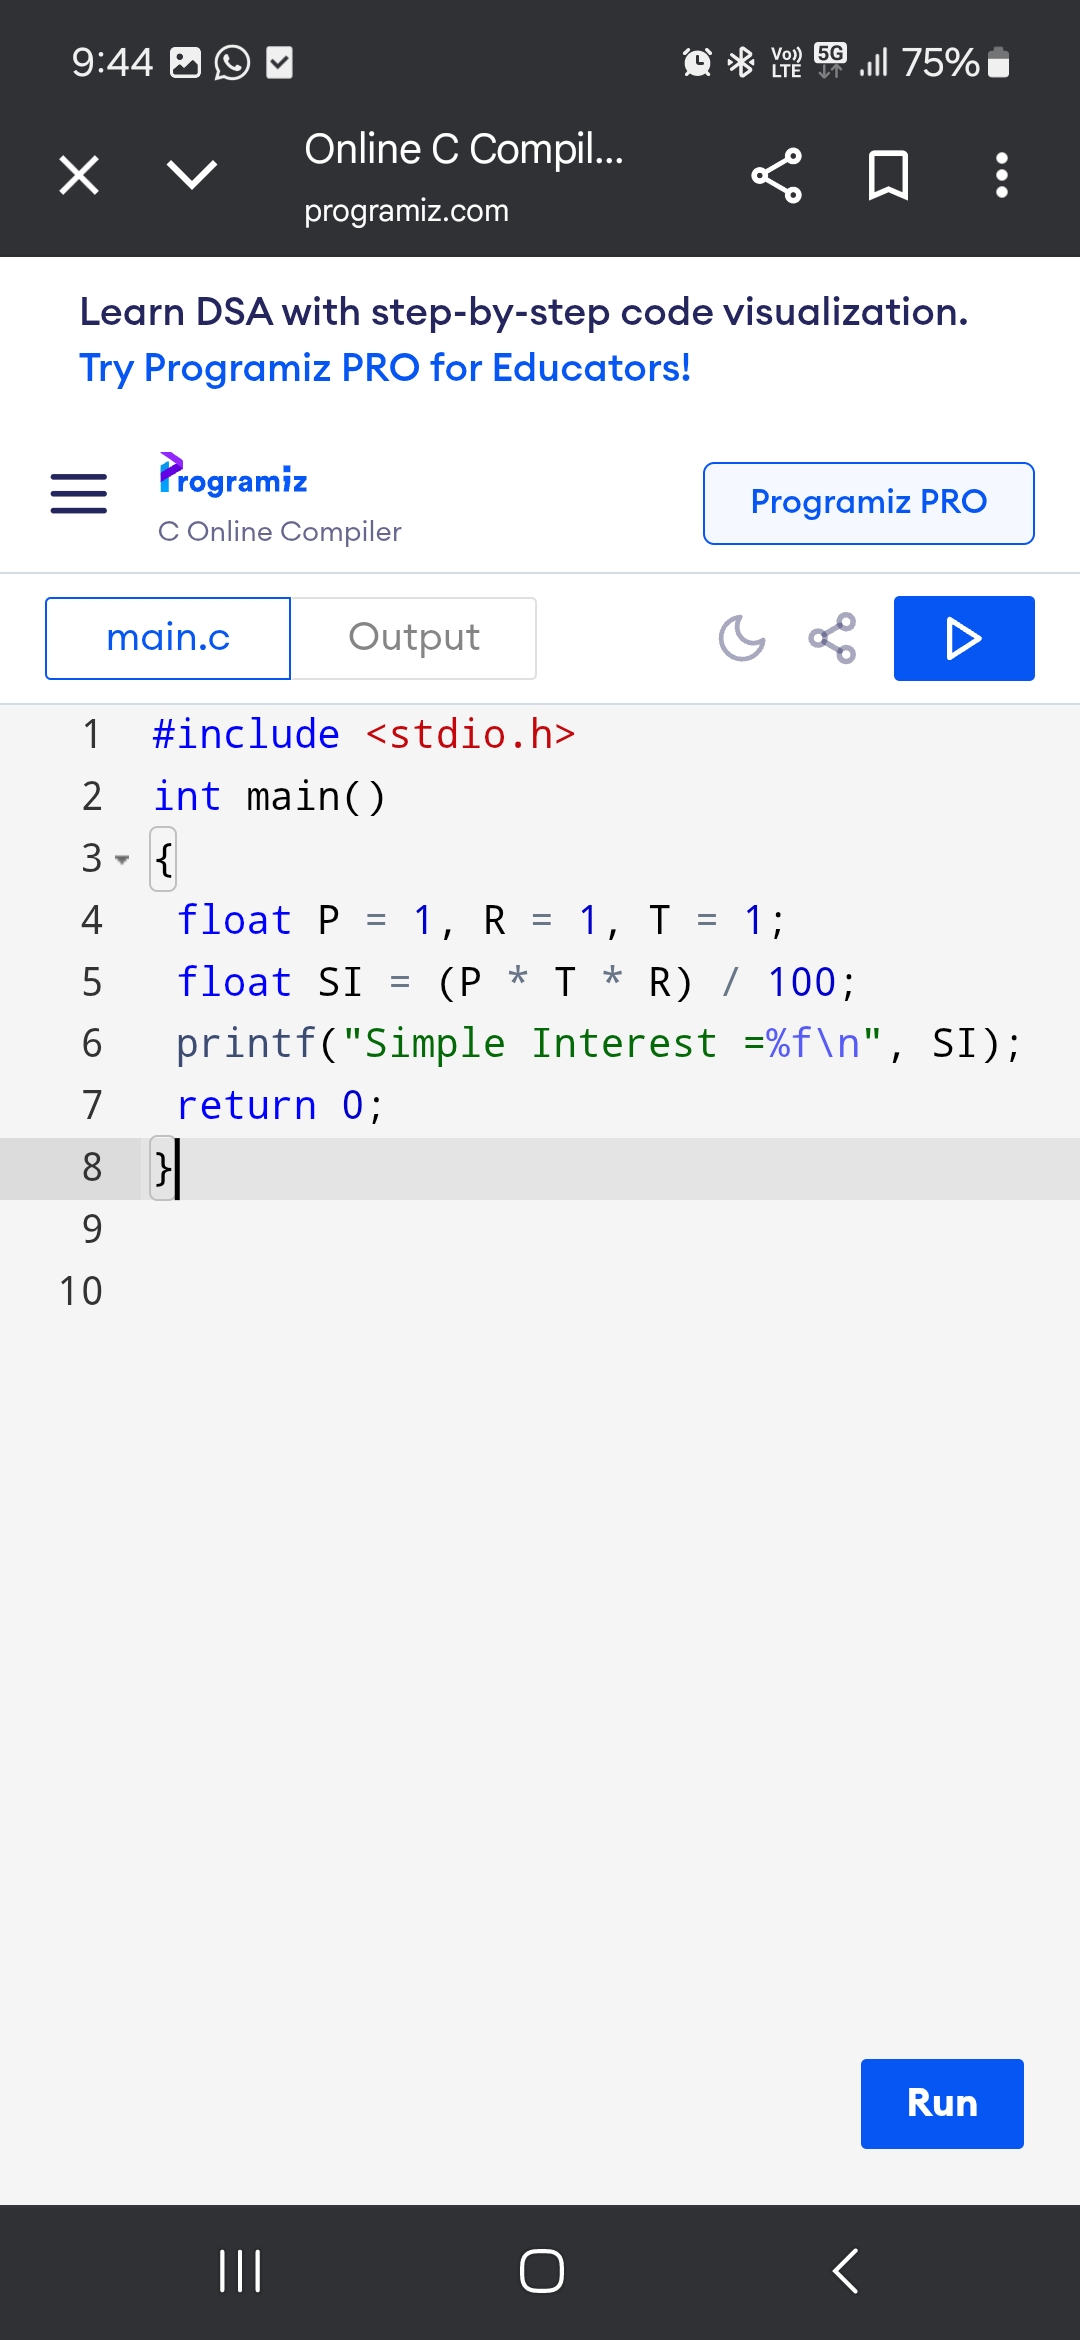 9:44 Vo)) LTE 5G 75%
Online C Compil...
programiz.com
Learn DSA with step-by-step code visualization.
Try Programiz PRO for Educators!
Programiz
C Online Compiler
Programiz PRO
main.c Output
1 #include <stdio.h>
2 int main()
3 {
4 float P = 1, R = 1, T = 1;
5 float SI = (P * T * R) / 100;
6 printf("Simple Interest =%f\n", SI);
7 return 0;
8 }
9
10
Run